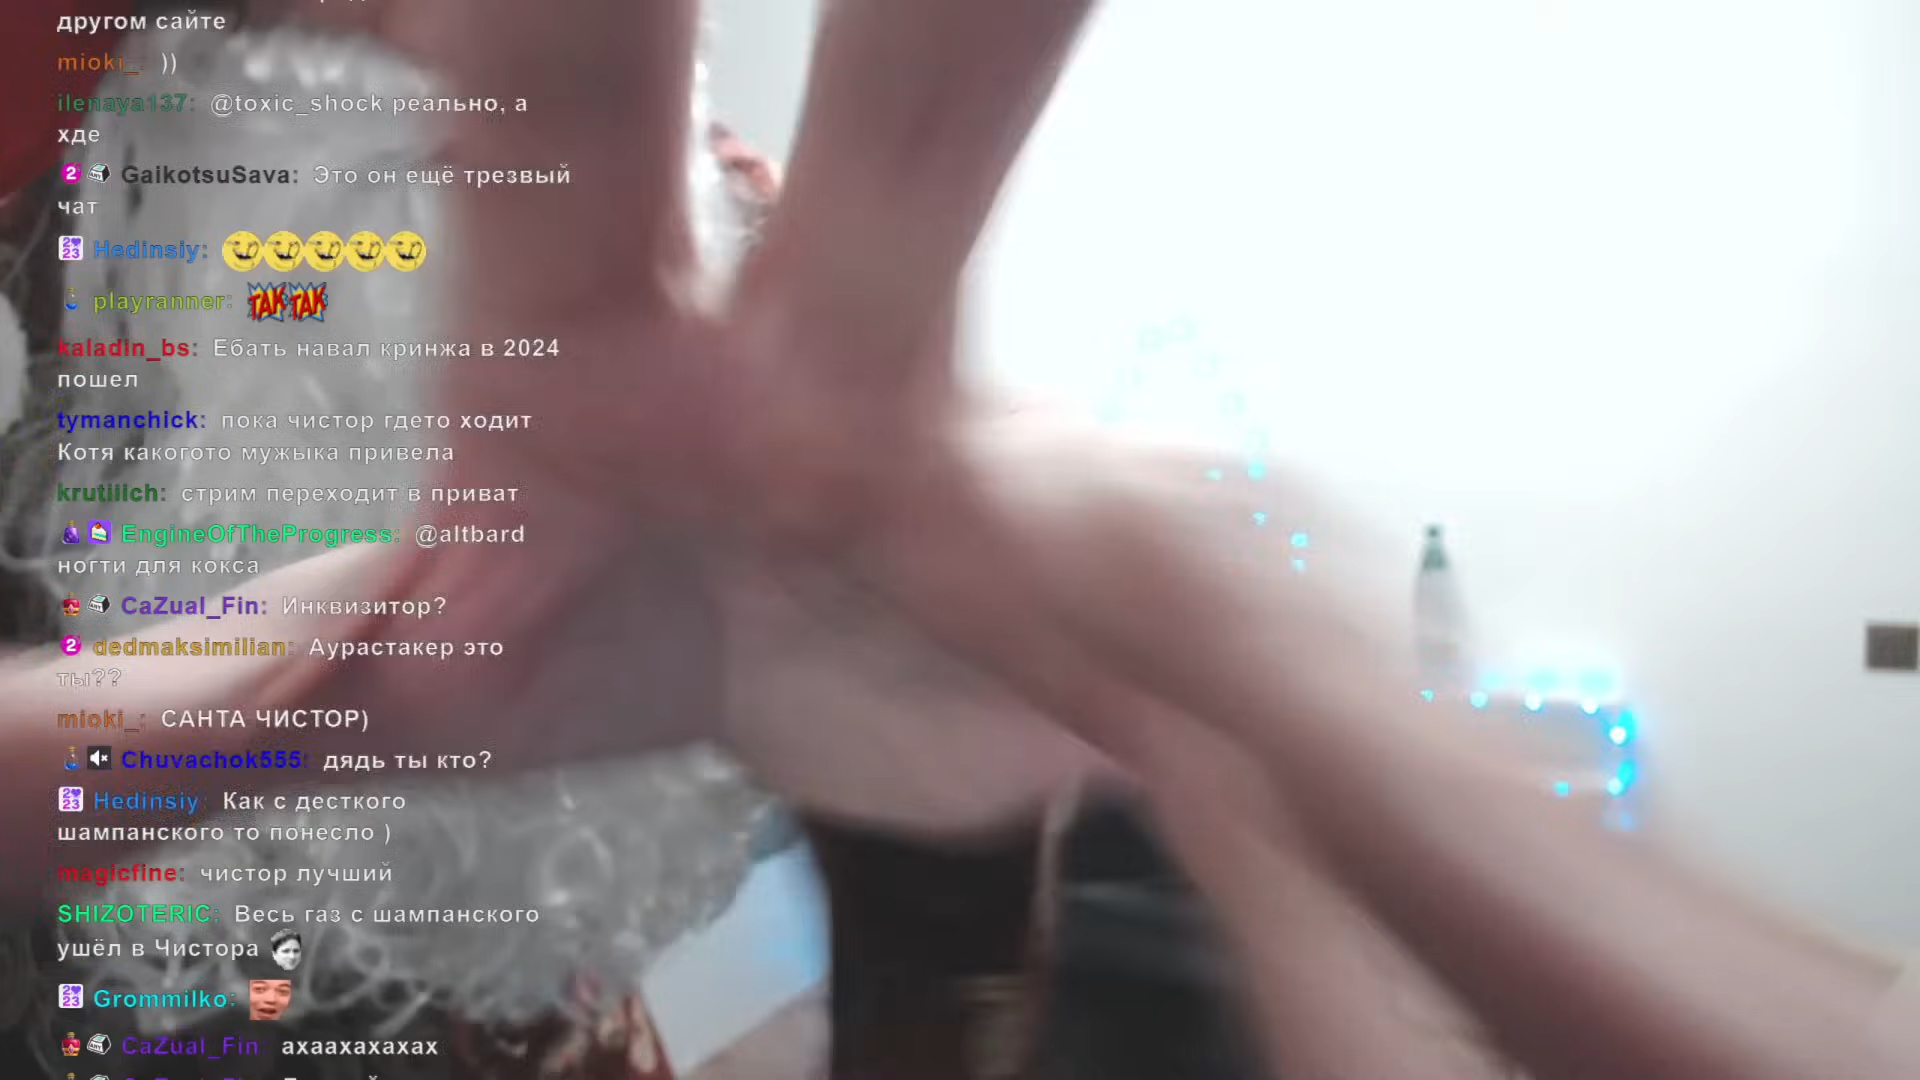 другом сайте
mioki_: ))
ilenaya137: @toxic_shock реально, а
хде
GaikotsuSava: Это он ещё трезвый
чат
Hedinsiy:
playranner: ТАК ТАК
kaladin_bs: Ебать навал кринжа в 2024
пошел
tymanchick: пока чистор гдето ходит
Котя какогото мужыка привела
krutiiich: стрим переходит в приват
EngineOfTheProgress: @altbard
ногти для кокса
CaZual_Fin: Инквизитор?
dedmaksimilian: Аурастакер это
ты??
mioki_: САНТА ЧИСТОР)
Chuvachok555: дядь ты кто?
Hedinsiy: Как с десткого
шампанского то понесло )
magicfine: чистор лучший
SHIZOTERIC: Весь газ с шампанского
ушёл в Чистора
Grommilko:
CaZual_Fin ахаахахахах